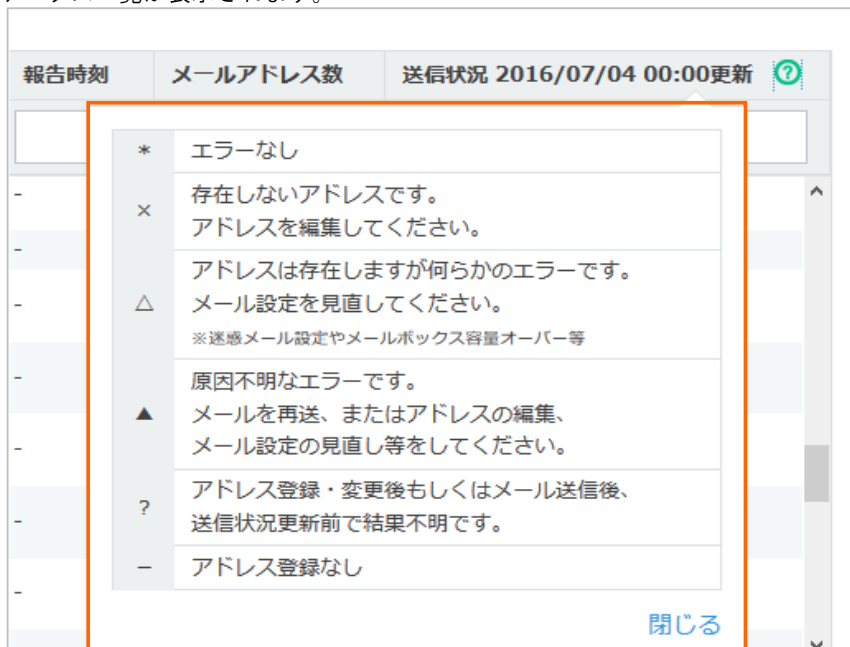 報告時刻 メールアドレス数 送信状況 2016/07/04 00:00更新 ?
* エラーなし
× 存在しないアドレスです。
アドレスを編集してください。
△ アドレスは存在しますが何らかのエラーです。
メール設定を見直してください。
※迷惑メール設定やメールボックス容量オーバー等
▲ 原因不明なエラーです。
メールを再送、またはアドレスの編集、
メール設定の見直し等をしてください。
? アドレス登録・変更後もしくはメール送信後、
送信状況更新前で結果不明です。
− アドレス登録なし
閉じる
-
-
-
-
-
-
-